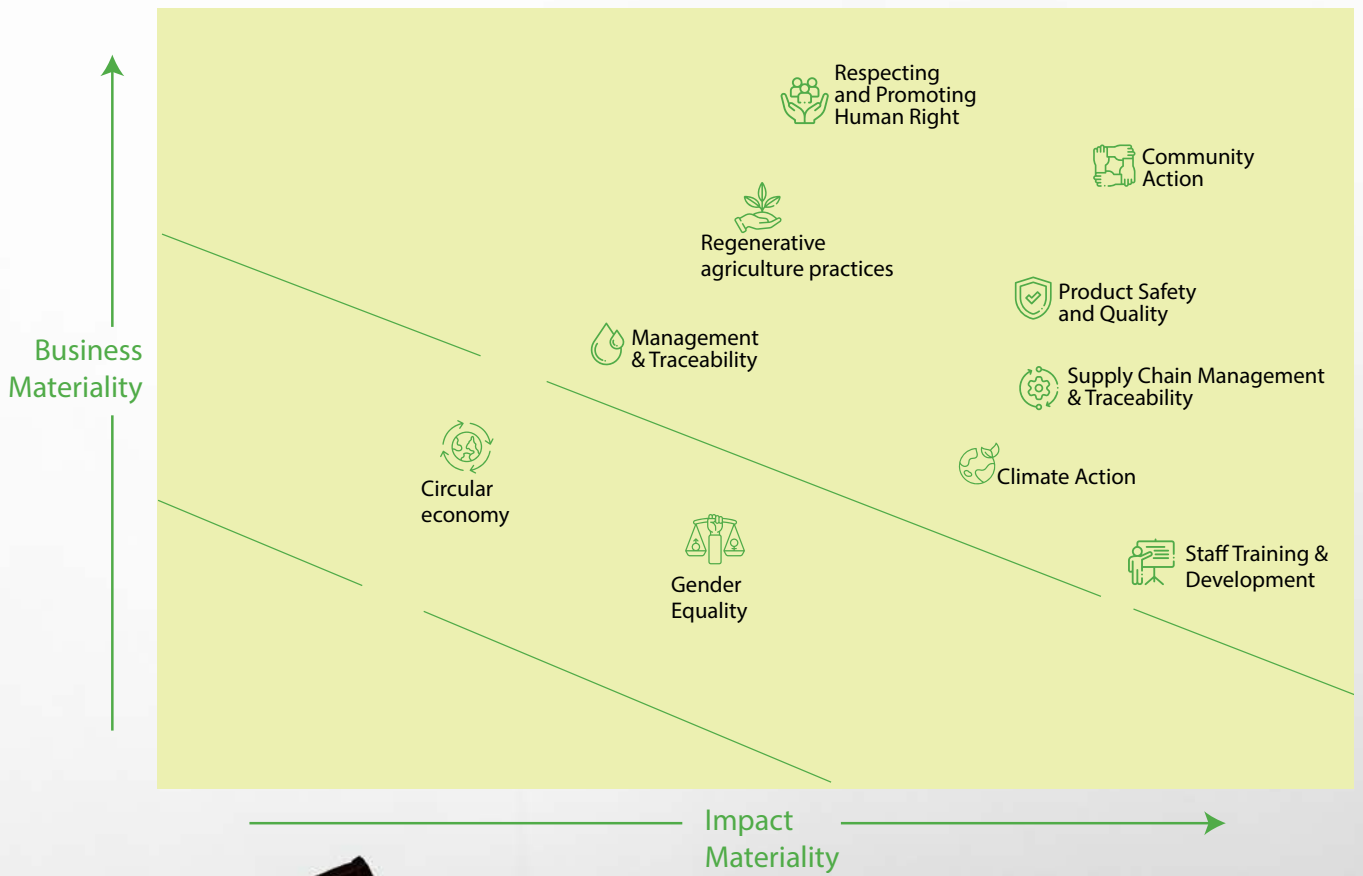 Respecting
and Promoting
Human Right
Community
Action
Regenerative
agriculture practices
Product Safety
and Quality
Management
& Traceability
Business
Materiality
Supply Chain Management
& Traceability
Climate Action
Circular
economy
Staff Training &
Development
Gender
Equality
Impact
Materiality